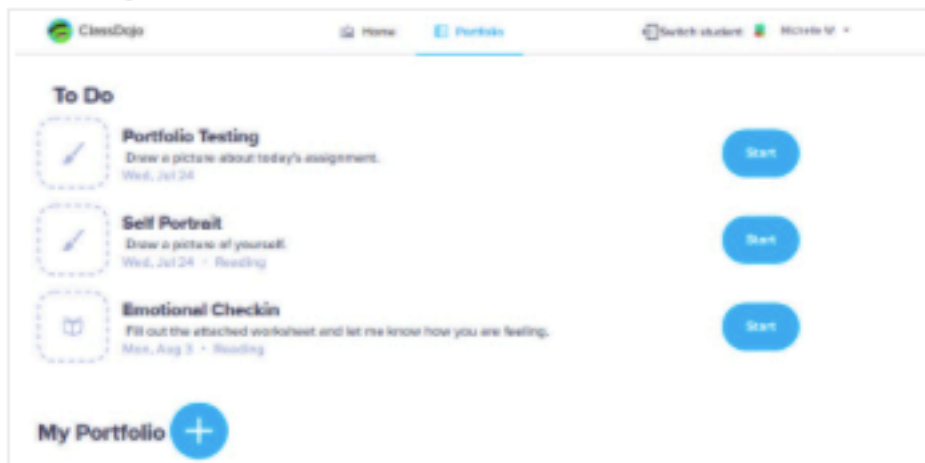 ClassDojo
Home
Portfolio
Switch student
Michelle W
To Do
Portfolio Testing
Draw a picture about today's assignment.
Wed, Jul 24
Start
Self Portrait
Draw a picture of yourself.
Wed, Jul 24 • Reading
Start
Emotional Checkin
Fill out the attached worksheet and let me know how you are feeling.
Mon, Aug 3 • Reading
Start
My Portfolio